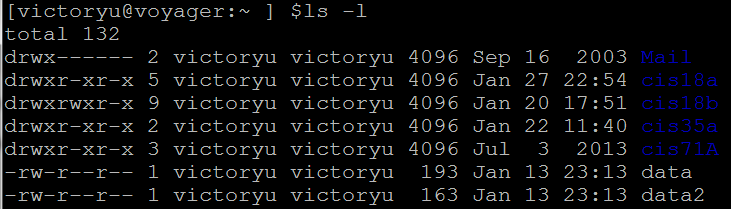 [victoryu@voyager:~ ] $ls -l
total 132
drwx------ 2 victoryu victoryu 4096 Sep 16  2003 Mail
drwxr-xr-x 5 victoryu victoryu 4096 Jan 27 22:54 cis18a
drwxrwxr-x 9 victoryu victoryu 4096 Jan 20 17:51 cis18b
drwxr-xr-x 2 victoryu victoryu 4096 Jan 22 11:40 cis35a
drwxr-xr-x 3 victoryu victoryu 4096 Jul  3  2013 cis71A
-rw-r--r-- 1 victoryu victoryu  193 Jan 13 23:13 data
-rw-r--r-- 1 victoryu victoryu  163 Jan 13 23:13 data2